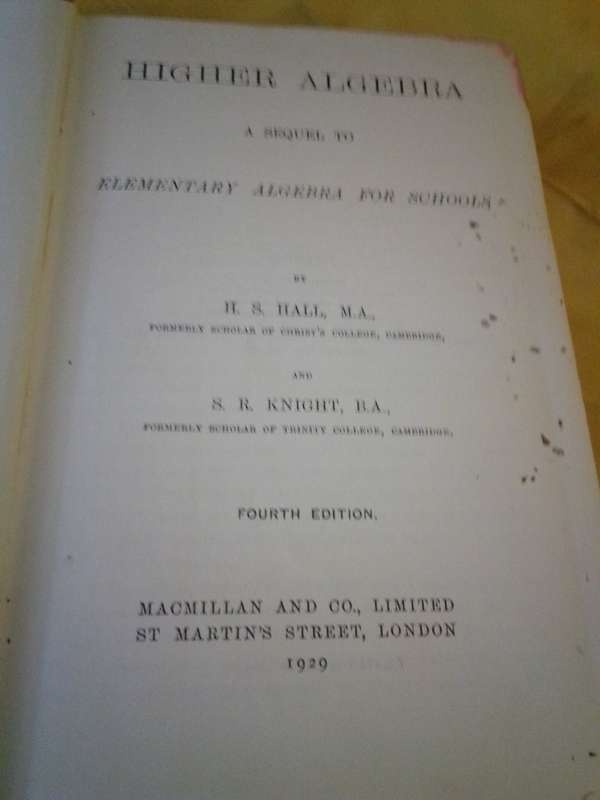 HIGHER ALGEBRA
A SEQUEL TO
ELEMENTARY ALGEBRA FOR SCHOOLS
BY
H. S. HALL, M.A.,
FORMERLY SCHOLAR OF CHRIST'S COLLEGE, CAMBRIDGE,
AND
S. R. KNIGHT, B.A.,
FORMERLY SCHOLAR OF TRINITY COLLEGE, CAMBRIDGE.
FOURTH EDITION.
MACMILLAN AND CO., LIMITED
ST MARTIN'S STREET, LONDON
1929